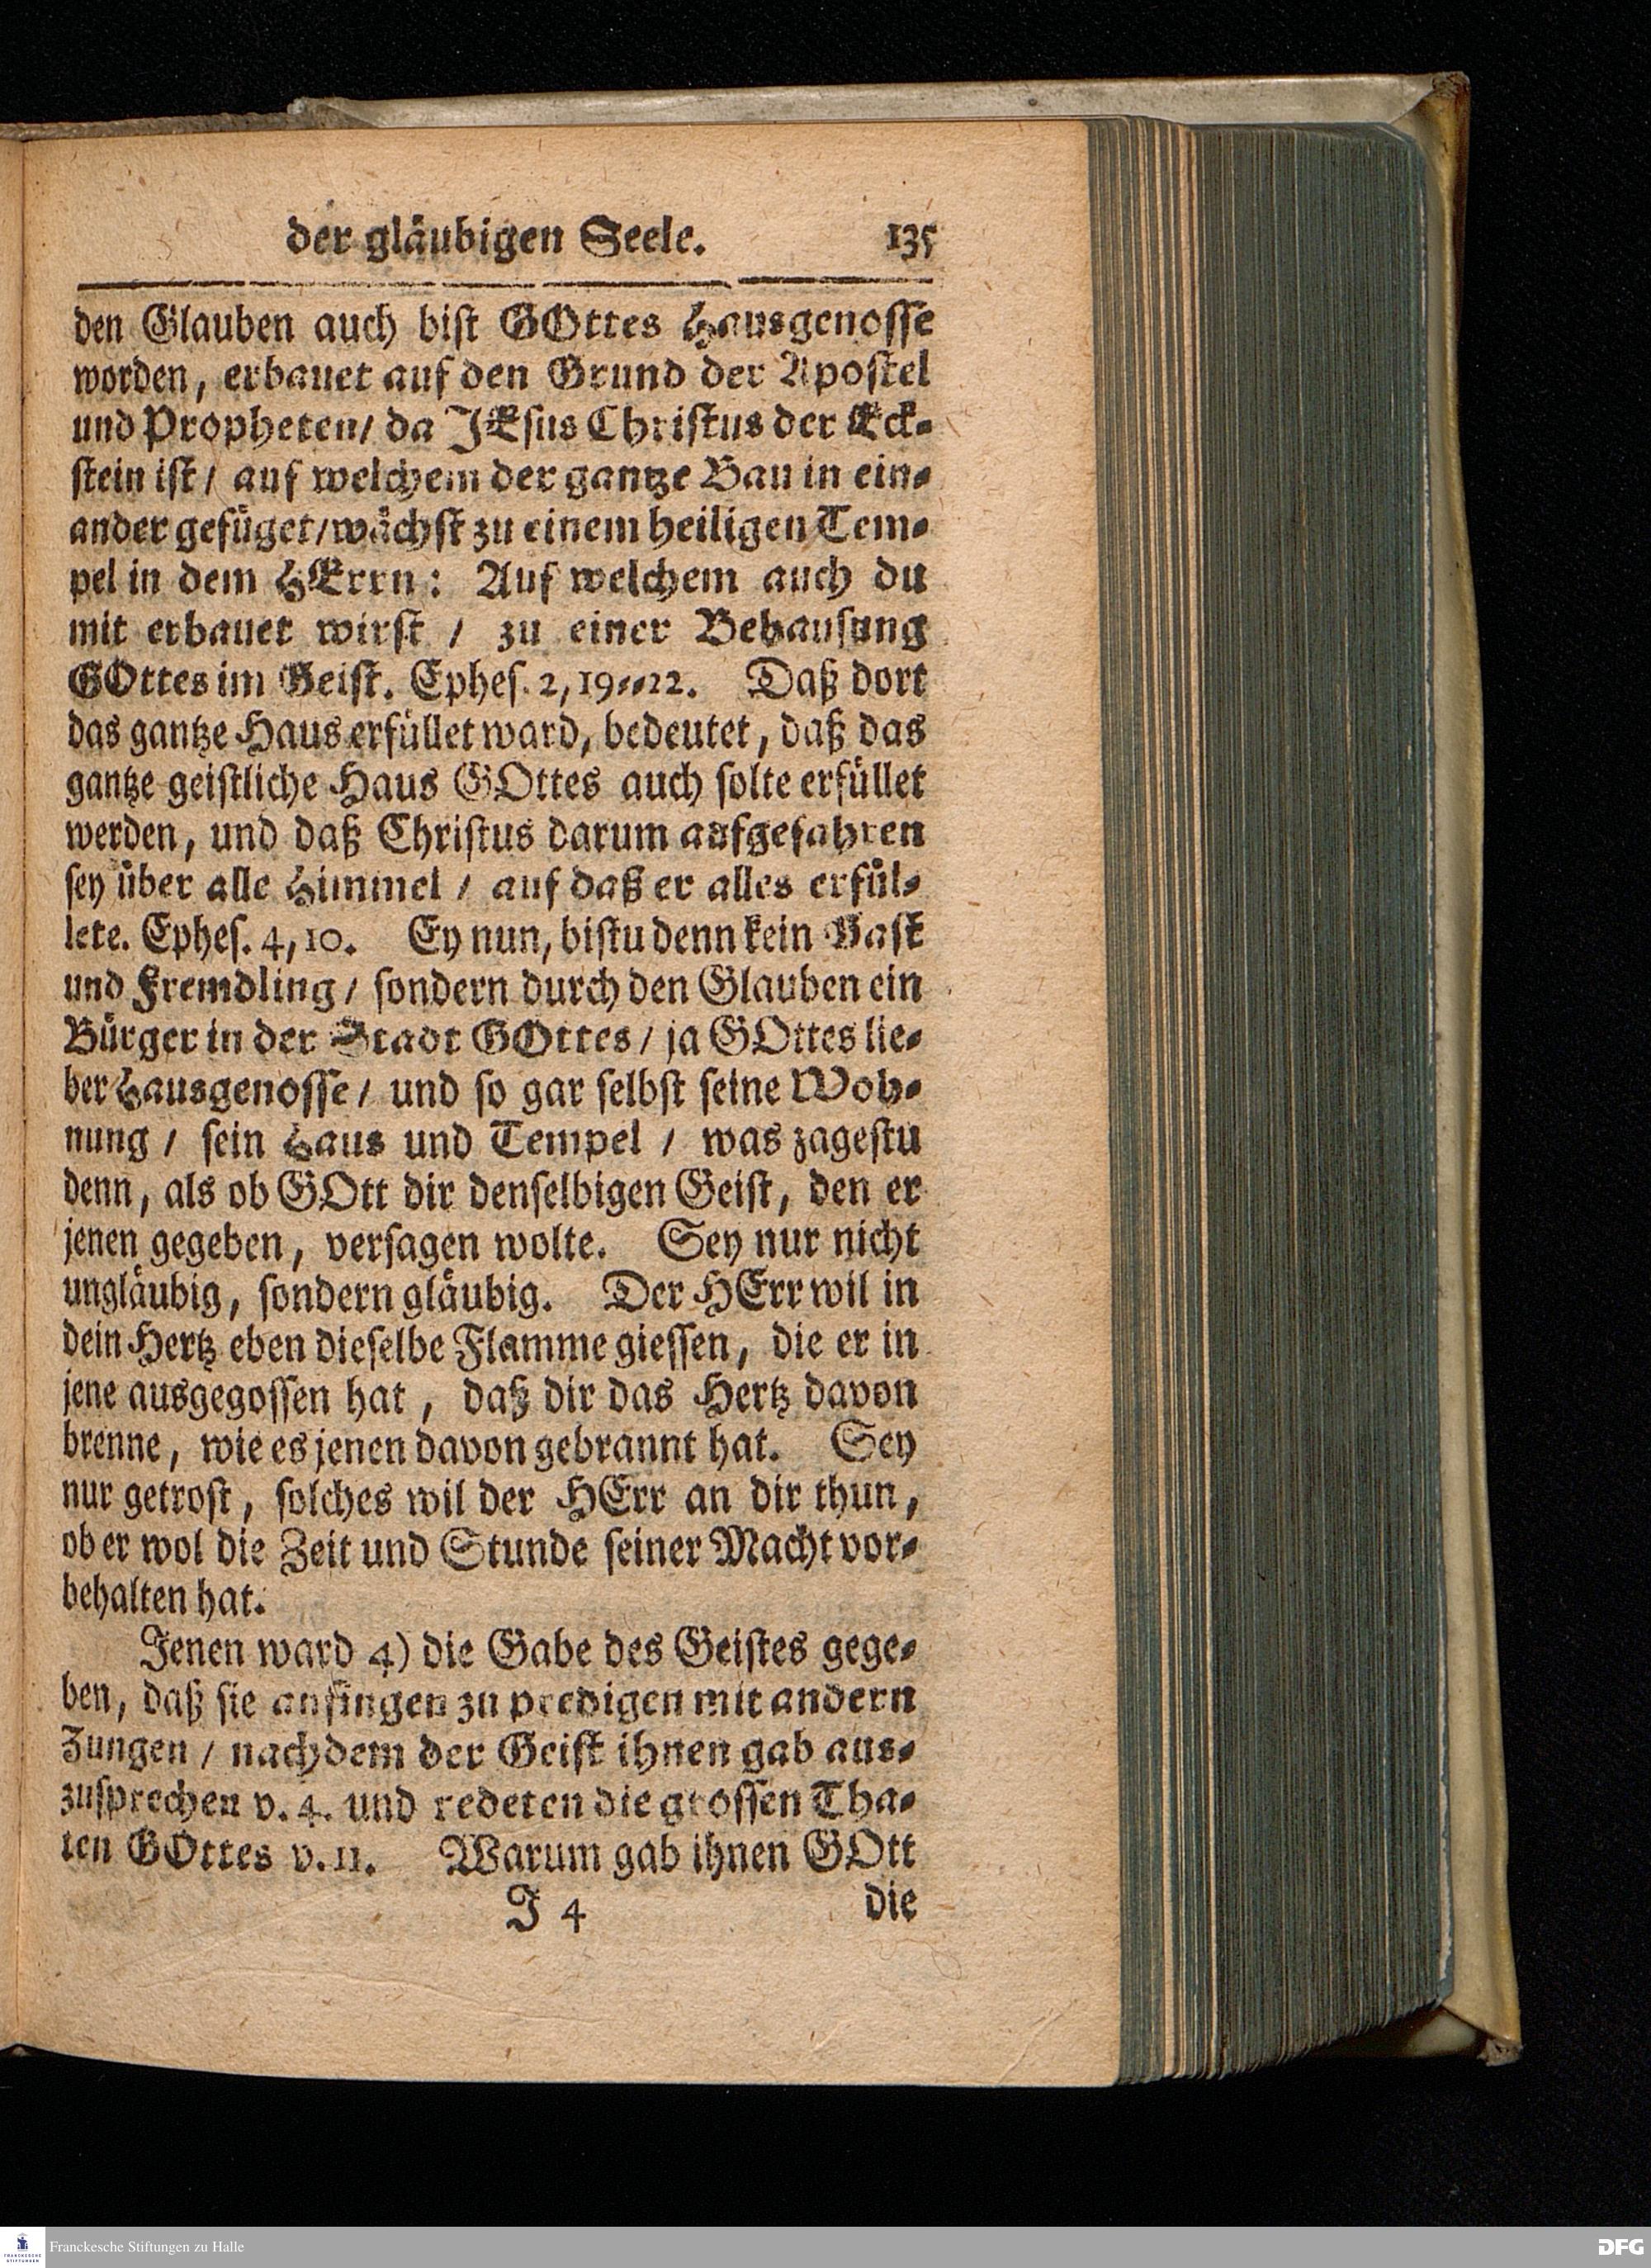 der gläubigen Seele. 135
den Glauben auch bist GOttes Hausgenosse
worden, erbauet auf den Grund der Apostel
und Propheten/ da JEsus Christus der Eck-
stein ist / auf welchem der gantze Bau in ein-
ander gefüget/wächst zu einem heiligen Tem-
pel in dem HErrn: Auf welchem auch du
mit erbauet wirst / zu einer Behausung
GOttes im Geist. Ephes. 2, 19--22. Daß dort
das gantze Haus erfüllet ward, bedeutet, daß das
gantze geistliche Haus GOttes auch solte erfüllet
werden, und daß Christus darum aufgefahren
sey über alle Himmel / auf daß er alles erfül-
lete. Ephes. 4, 10. Ey nun, bistu denn kein Gast
und Fremdling / sondern durch den Glauben ein
Bürger in der Stadt GOttes / ja GOttes lie-
ber Hausgenosse / und so gar selbst seine Woh-
nung / sein Haus und Tempel / was zagestu
denn, als ob GOtt dir denselbigen Geist, den er
jenen gegeben, versagen wolte. Sey nur nicht
ungläubig, sondern gläubig. Der HErr wil in
dein Hertz eben dieselbe Flamme giessen, die er in
jene ausgegossen hat, daß dir das Hertz davon
brenne, wie es jenen davon gebrannt hat. Sey
nur getrost, solches wil der HErr an dir thun,
ob er wol die Zeit und Stunde seiner Macht vor-
behalten hat.
Jenen ward 4) die Gabe des Geistes gege-
ben, daß sie anfingen zu predigen mit andern
Zungen / nachdem der Geist ihnen gab aus-
zusprechen v. 4. und redeten die grossen Tha-
ten GOttes v. 11. Warum gab ihnen GOtt
J 4 die
FRANCKESCHE STIFTUNGEN
Franckesche Stiftungen zu Halle
DFG